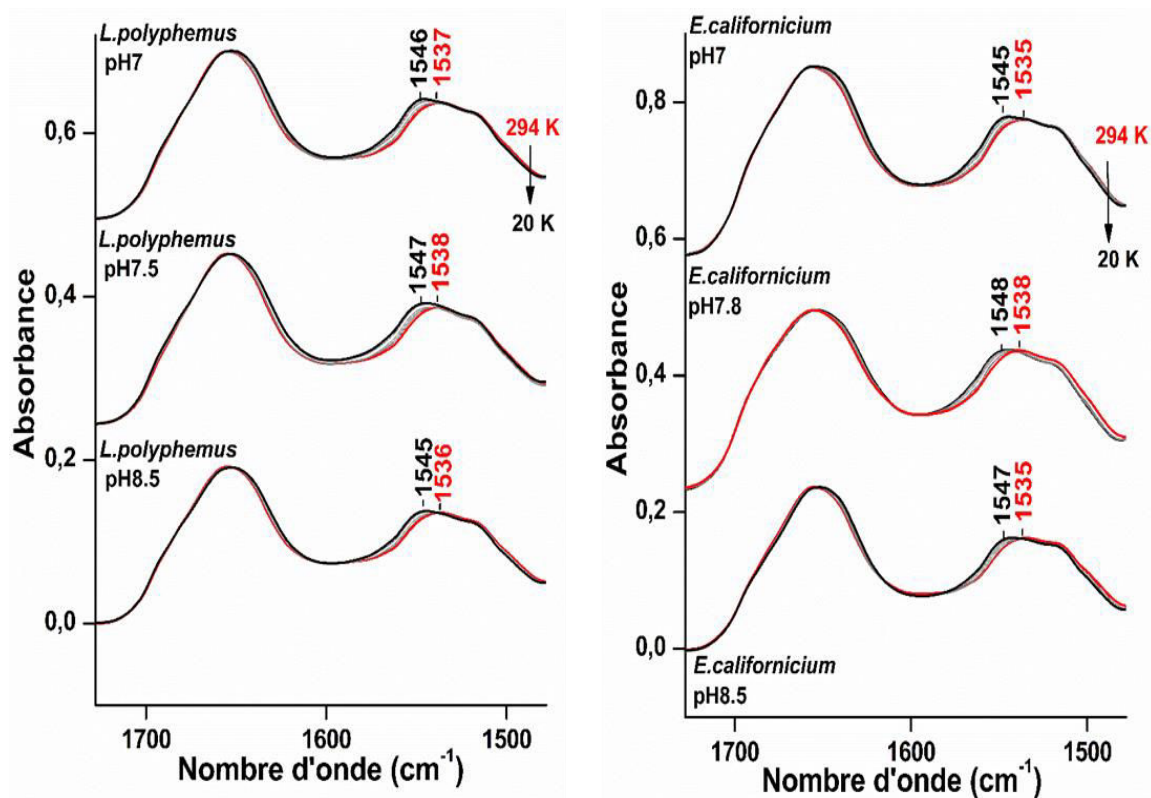 L.polyphemus
pH7
1546
1537
294 K
20 K
0,6
L.polyphemus
pH7.5
1547
1538
0,4
L.polyphemus
pH8.5
1545
1536
0,2
0,0
Absorbance
1700 1600 1500
Nombre d'onde (cm-1)
E.californicium
pH7
1545
1535
294 K
20 K
0,8
0,6
E.californicium
pH7.8
1548
1538
0,4
1547
1535
0,2
0,0
E.californicium
pH8.5
Absorbance
1700 1600 1500
Nombre d'onde (cm-1)